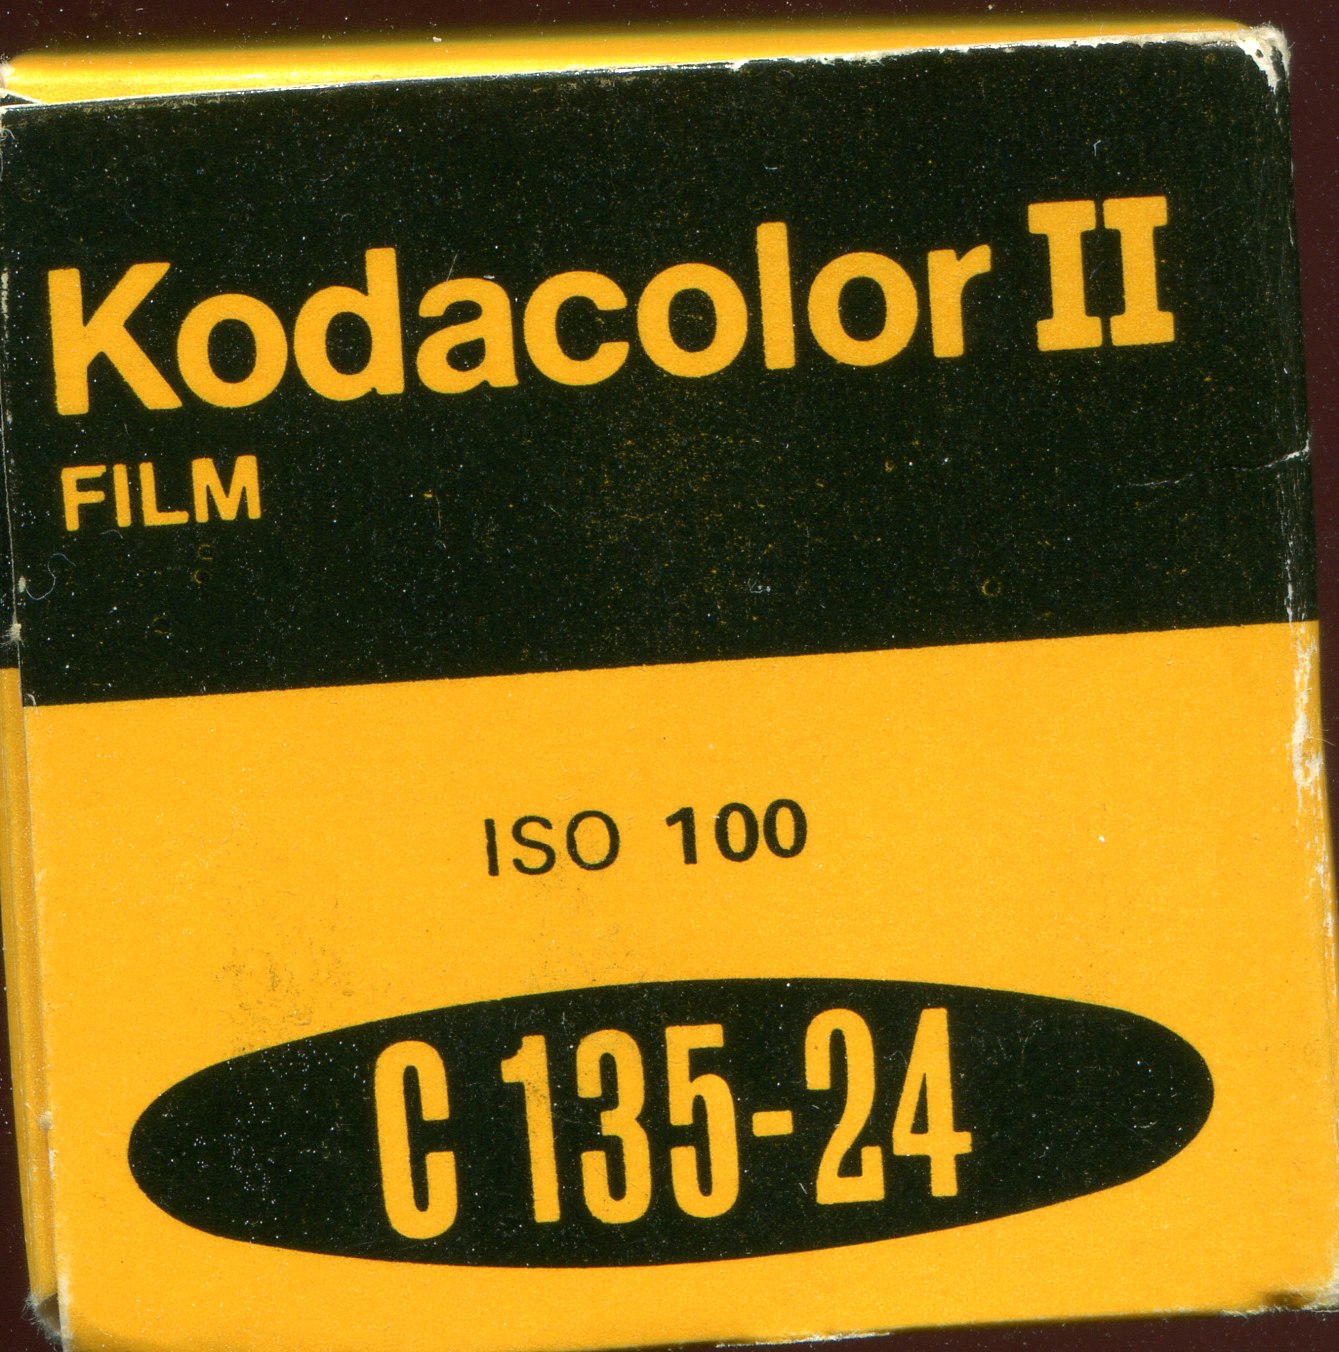 Kodacolor II
FILM
ISO 100
C 135-24